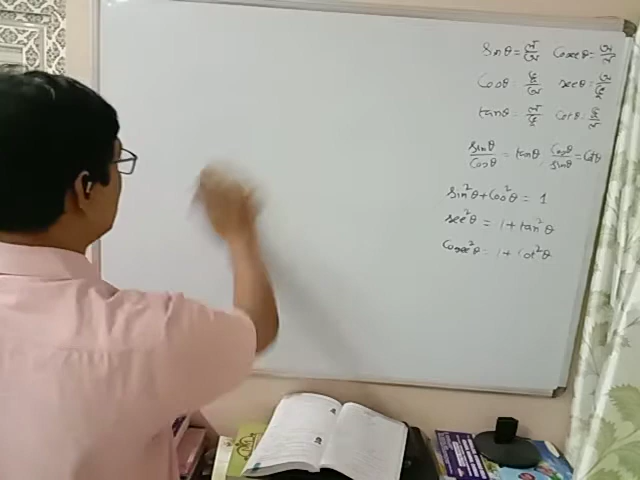 sinθ = ल/अ cosecθ = अ/ल
cosθ = भ/अ secθ = अ/भ
tanθ = ल/भ cotθ = भ/ल
sinθ/cosθ = tanθ, cosθ/sinθ = cotθ
sin²θ + cos²θ = 1
sec²θ = 1 + tan²θ
cosec²θ = 1 + cot²θ